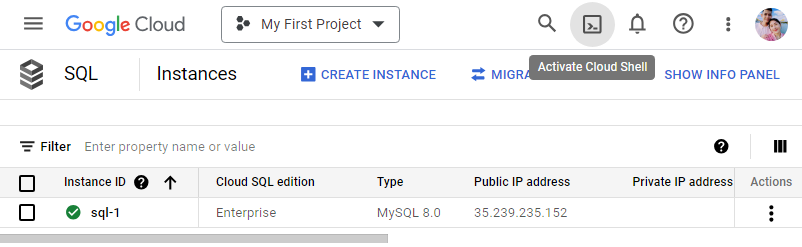 Google Cloud My First Project
SQL Instances CREATE INSTANCE MIGRA Activate Cloud Shell SHOW INFO PANEL
Filter Enter property name or value
Instance ID Cloud SQL edition Type Public IP address Private IP address Actions
sql-1 Enterprise MySQL 8.0 35.239.235.152